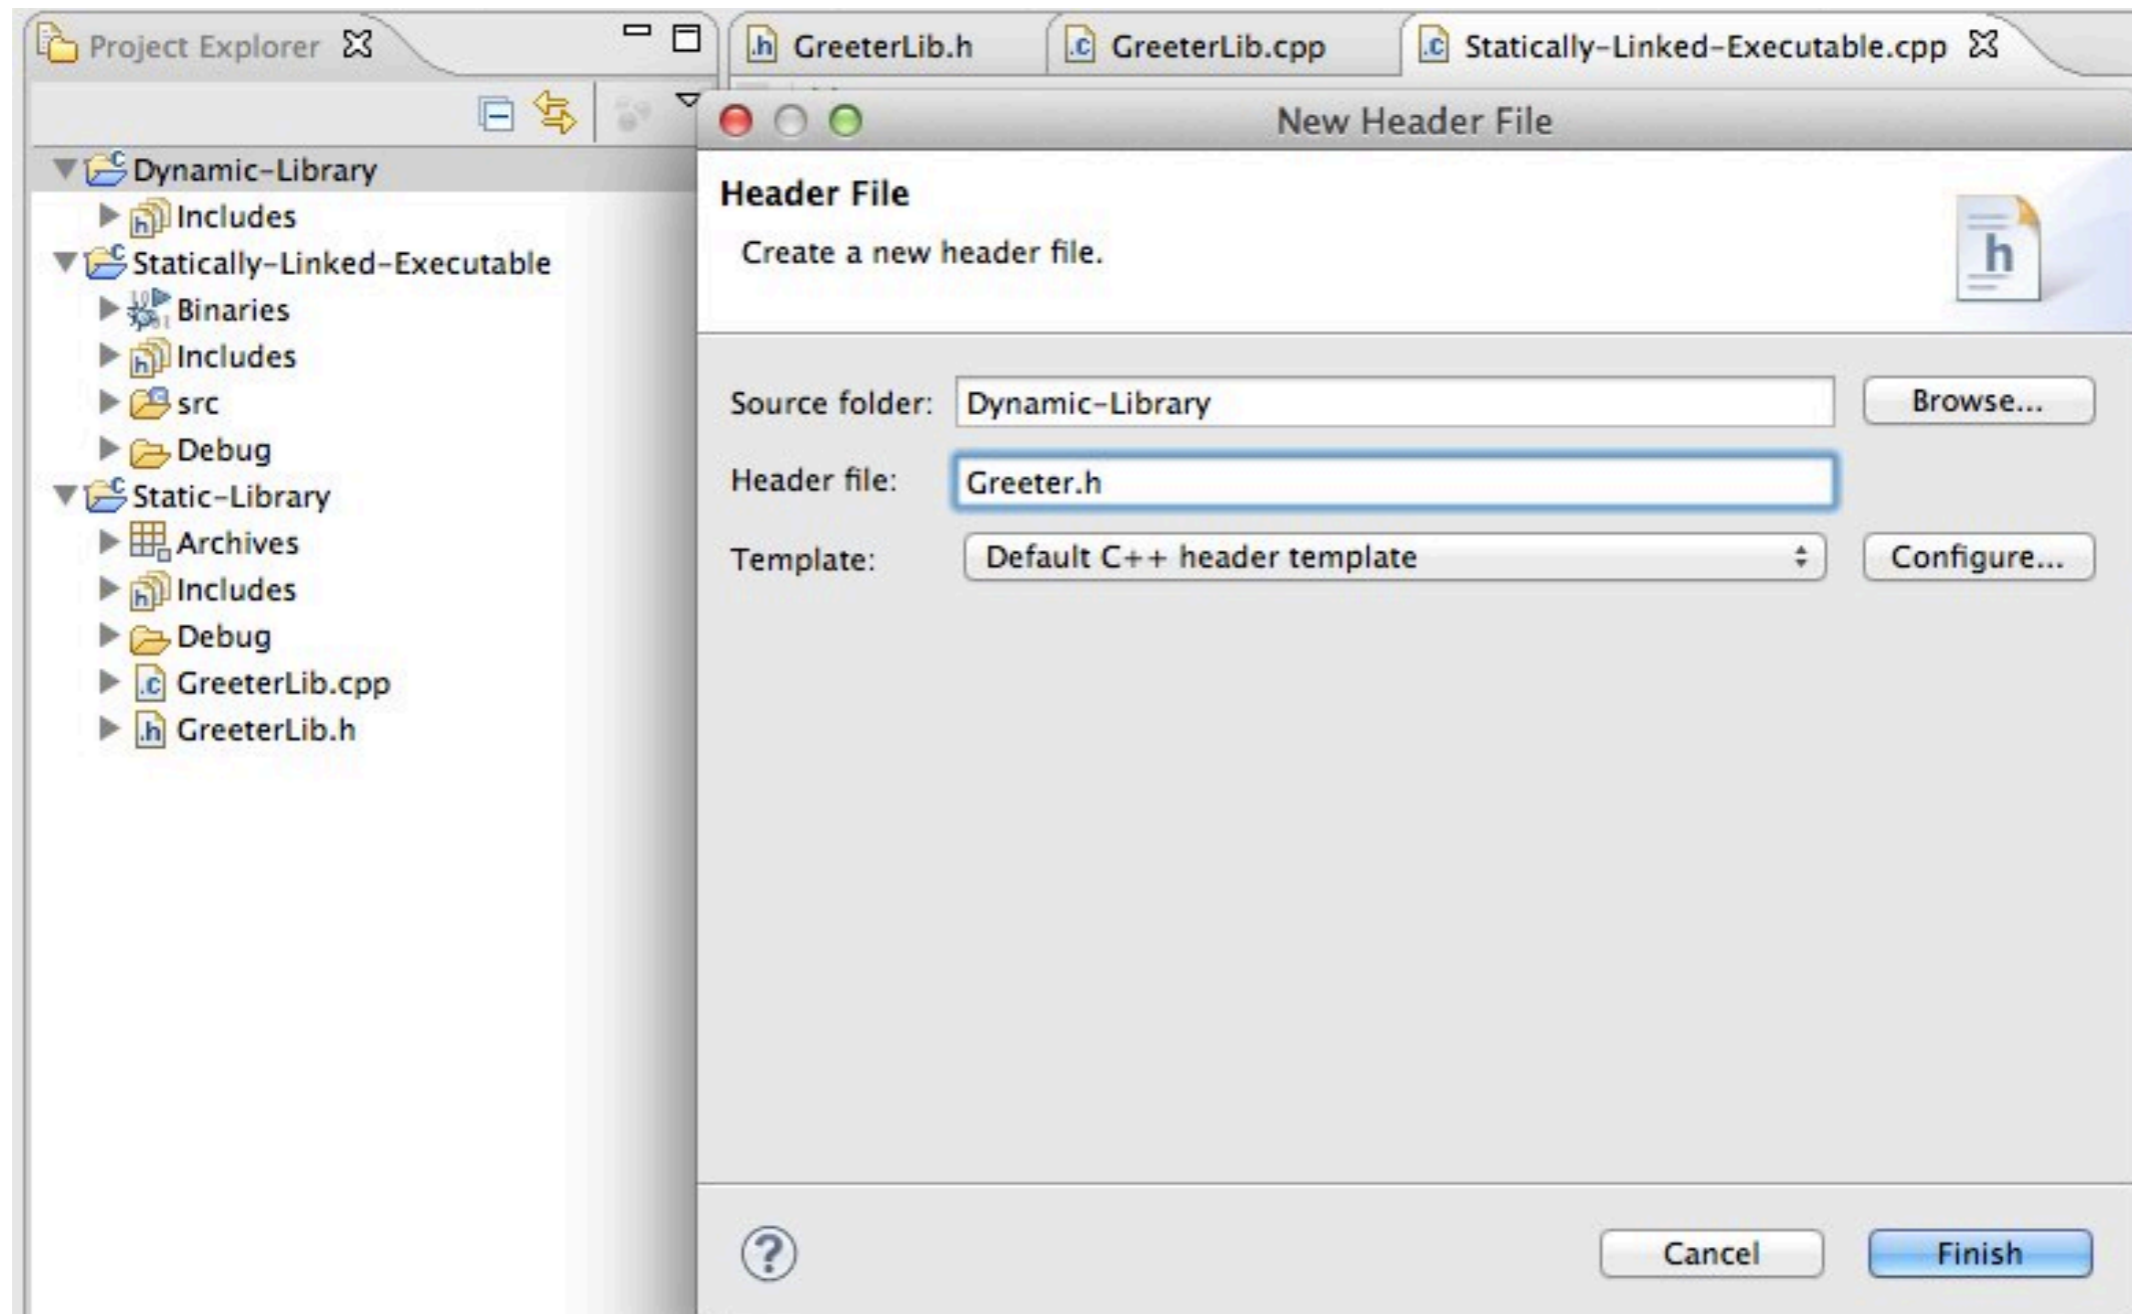 Project Explorer
GreeterLib.h
GreeterLib.cpp
Statically-Linked-Executable.cpp
Dynamic-Library
Includes
Statically-Linked-Executable
Binaries
Includes
src
Debug
Static-Library
Archives
Includes
Debug
GreeterLib.cpp
GreeterLib.h
New Header File
Header File
Create a new header file.
h
Source folder: Dynamic-Library Browse...
Header file: Greeter.h
Template: Default C++ header template Configure...
? Cancel Finish